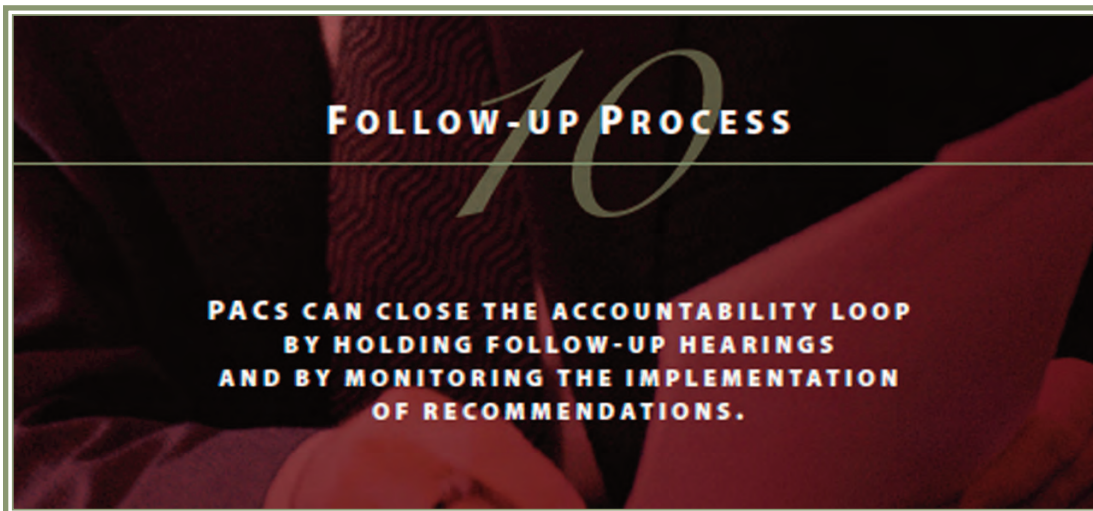 10
FOLLOW-UP PROCESS
PACS CAN CLOSE THE ACCOUNTABILITY LOOP
BY HOLDING FOLLOW-UP HEARINGS
AND BY MONITORING THE IMPLEMENTATION
OF RECOMMENDATIONS.